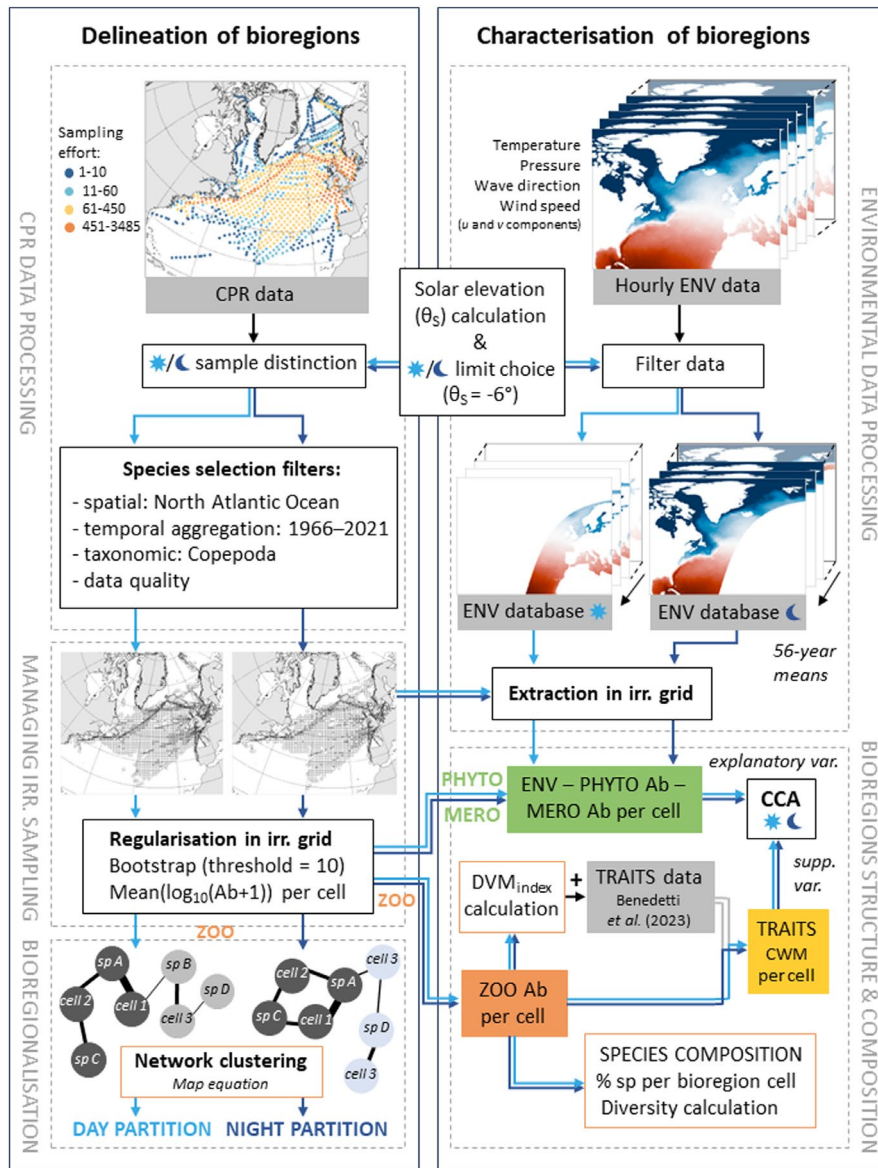 Delineation of bioregions
CPR DATA PROCESSING
Sampling
effort:
1-10
11-60
61-450
451-3485
CPR data
/ sample distinction
Species selection filters:
- spatial: North Atlantic Ocean
- temporal aggregation: 1966–2021
- taxonomic: Copepoda
- data quality
MANAGING IRR. SAMPLING
Regularisation in irr. grid
Bootstrap (threshold = 10)
Mean(log10(Ab+1)) per cell
ZOO
ZOO
PHYTO
MERO
BIOREGIONALISATION
sp A
sp B
cell 2
cell 1
sp D
cell 3
sp C
cell 3
cell 2
sp A
sp C
cell 1
sp D
cell 3
Network clustering
Map equation
DAY PARTITION
NIGHT PARTITION
Solar elevation
(θS) calculation
&
/ limit choice
(θS = -6°)
Characterisation of bioregions
ENVIRONMENTAL DATA PROCESSING
Temperature
Pressure
Wave direction
Wind speed
(u and v components)
Hourly ENV data
Filter data
ENV database
ENV database
56-year
means
Extraction in irr. grid
BIOREGIONS STRUCTURE & COMPOSITION
explanatory var.
ENV – PHYTO Ab –
MERO Ab per cell
CCA
supp.
var.
DVMindex
calculation
+
TRAITS data
Benedetti
et al. (2023)
TRAITS
CWM
per cell
ZOO Ab
per cell
SPECIES COMPOSITION
% sp per bioregion cell
Diversity calculation